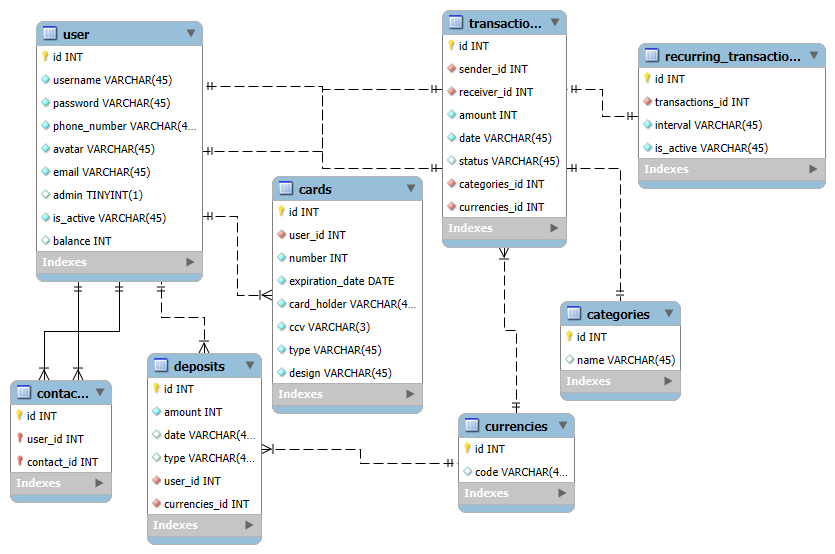 user
id INT
username VARCHAR(45)
password VARCHAR(45)
phone_number VARCHAR(4...
avatar VARCHAR(45)
email VARCHAR(45)
admin TINYINT(1)
is_active VARCHAR(45)
balance INT
Indexes
transactio...
id INT
sender_id INT
receiver_id INT
amount INT
date VARCHAR(45)
status VARCHAR(45)
categories_id INT
currencies_id INT
Indexes
recurring_transactio...
id INT
transactions_id INT
interval VARCHAR(45)
is_active VARCHAR(45)
Indexes
cards
id INT
user_id INT
number INT
expiration_date DATE
card_holder VARCHAR(4...
ccv VARCHAR(3)
type VARCHAR(45)
design VARCHAR(45)
Indexes
categories
id INT
name VARCHAR(45)
Indexes
contac...
id INT
user_id INT
contact_id INT
Indexes
deposits
id INT
amount INT
date VARCHAR(4...
type VARCHAR(4...
user_id INT
currencies_id INT
Indexes
currencies
id INT
code VARCHAR(4...
Indexes